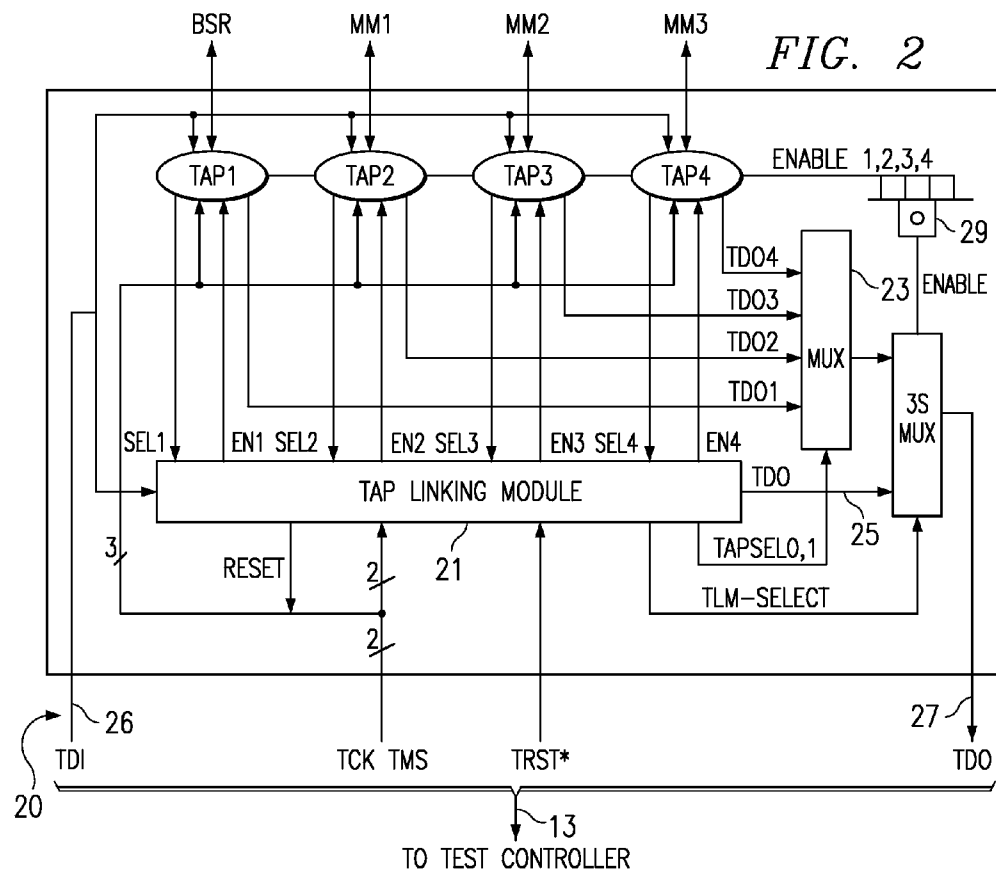 BSR MM1 MM2 MM3 FIG. 2
TAP1 TAP2 TAP3 TAP4 ENABLE 1,2,3,4
29
TDO4 23 ENABLE
TDO3
TDO2 MUX
TDO1 3S MUX
SEL1 EN1 SEL2 EN2 SEL3 EN3 SEL4 EN4
TAP LINKING MODULE TDO
25
3 RESET 2 21 TAPSEL0,1
TLM-SELECT
2
26 27
20 TDI TCK TMS TRST* TDO
13
TO TEST CONTROLLER